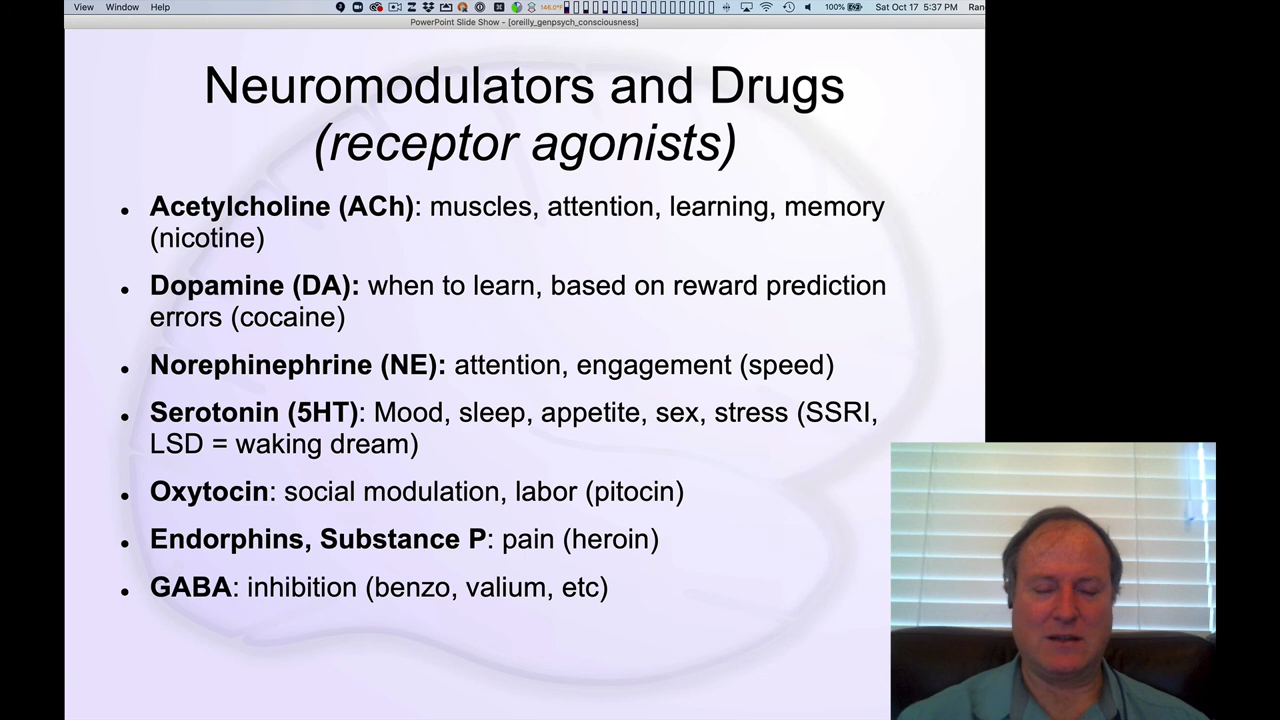 View Window Help 146.0°F 100% Sat Oct 17 5:37 PM Ran
PowerPoint Slide Show - [oreilly_genpsych_consciousness]
Neuromodulators and Drugs
(receptor agonists)
Acetylcholine (ACh): muscles, attention, learning, memory
(nicotine)
Dopamine (DA): when to learn, based on reward prediction
errors (cocaine)
Norephinephrine (NE): attention, engagement (speed)
Serotonin (5HT): Mood, sleep, appetite, sex, stress (SSRI,
LSD = waking dream)
Oxytocin: social modulation, labor (pitocin)
Endorphins, Substance P: pain (heroin)
GABA: inhibition (benzo, valium, etc)